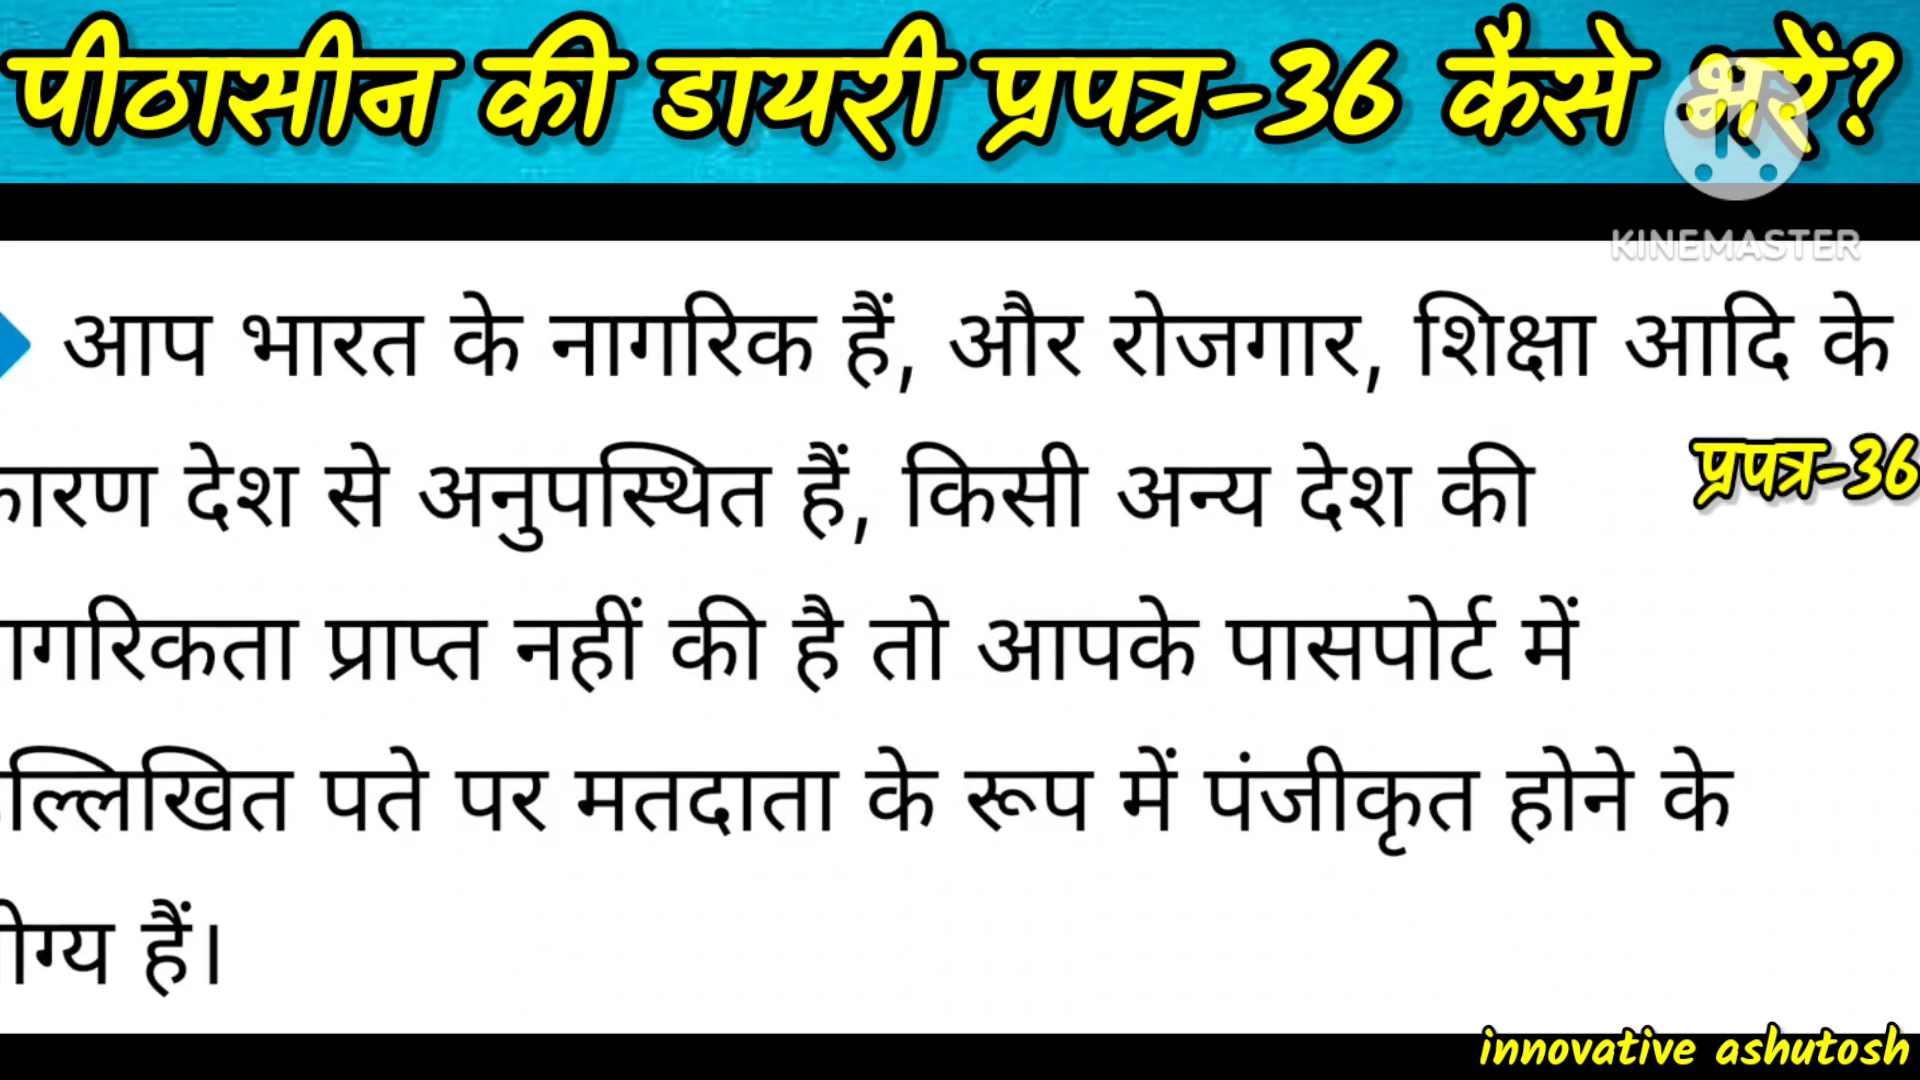 पीठासीन की डायरी प्रपत्र-36 कैसे भरें?
KINEMASTER
आप भारत के नागरिक हैं, और रोजगार, शिक्षा आदि के
कारण देश से अनुपस्थित हैं, किसी अन्य देश की
प्रपत्र-36
नागरिकता प्राप्त नहीं की है तो आपके पासपोर्ट में
उल्लिखित पते पर मतदाता के रूप में पंजीकृत होने के
योग्य हैं।
innovative ashutosh